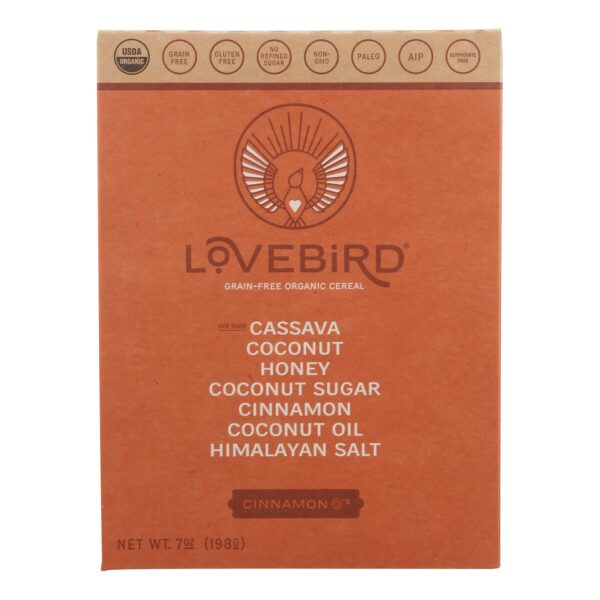 USDA ORGANIC
GRAIN FREE
GLUTEN FREE
NO REFINED SUGAR
NON-GMO
PALEO
AIP
GLYPHOSATE FREE
LOVEBiRD®
GRAIN-FREE ORGANIC CEREAL
FAIR TRADE CASSAVA
COCONUT
HONEY
COCONUT SUGAR
CINNAMON
COCONUT OIL
HIMALAYAN SALT
CINNAMON O'S
NET WT. 7OZ (198G)